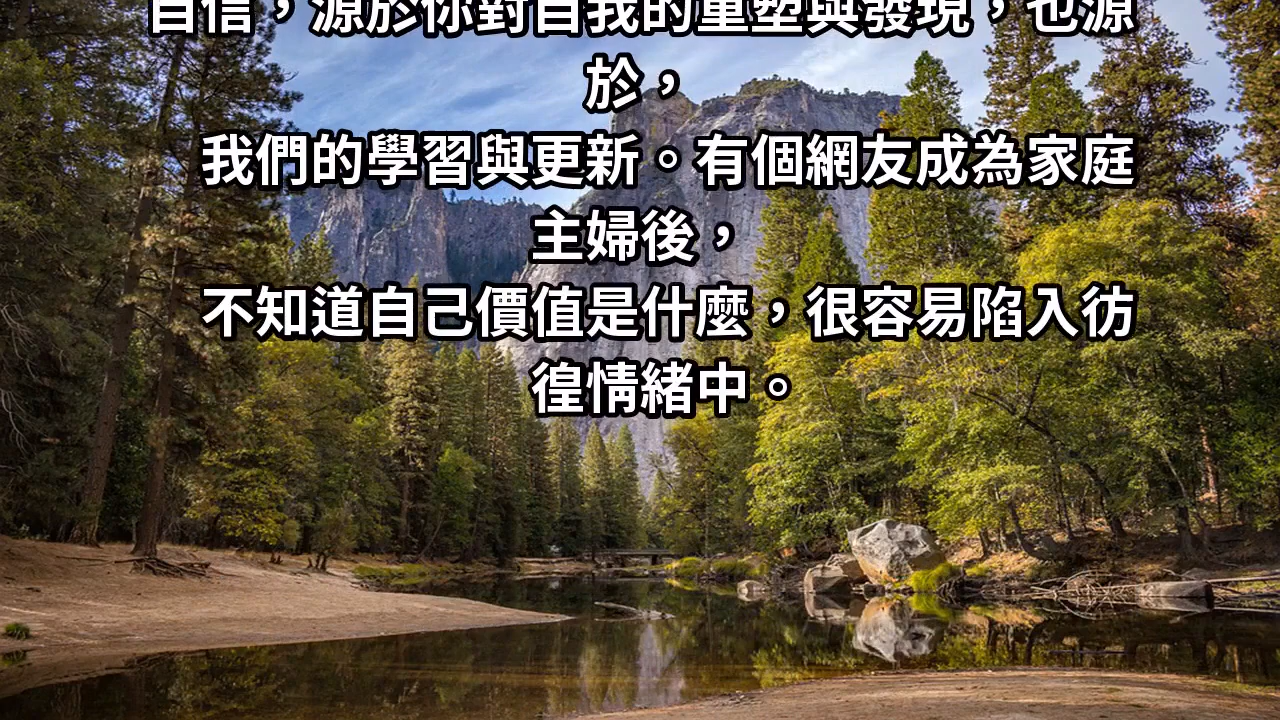 自信，源於你對自我的重塑與發現，也源
於，
我們的學習與更新。有個網友成為家庭
主婦後，
不知道自己價值是什麼，很容易陷入彷
徨情緒中。